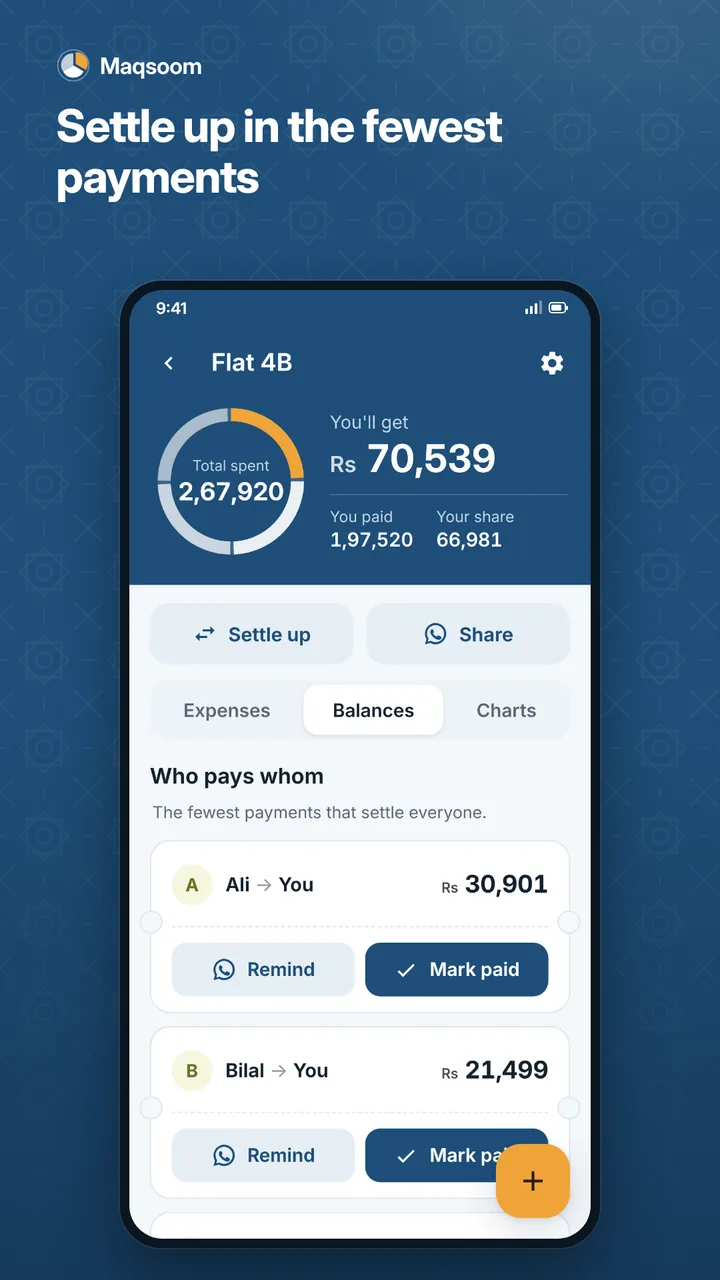 Maqsoom
Settle up in the fewest
payments
9:41
Flat 4B
Total spent
2,67,920
You'll get
Rs 70,539
You paid
1,97,520
Your share
66,981
Settle up
Share
Expenses
Balances
Charts
Who pays whom
The fewest payments that settle everyone.
A
Ali → You
Rs 30,901
Remind
Mark paid
B
Bilal → You
Rs 21,499
Remind
Mark pa